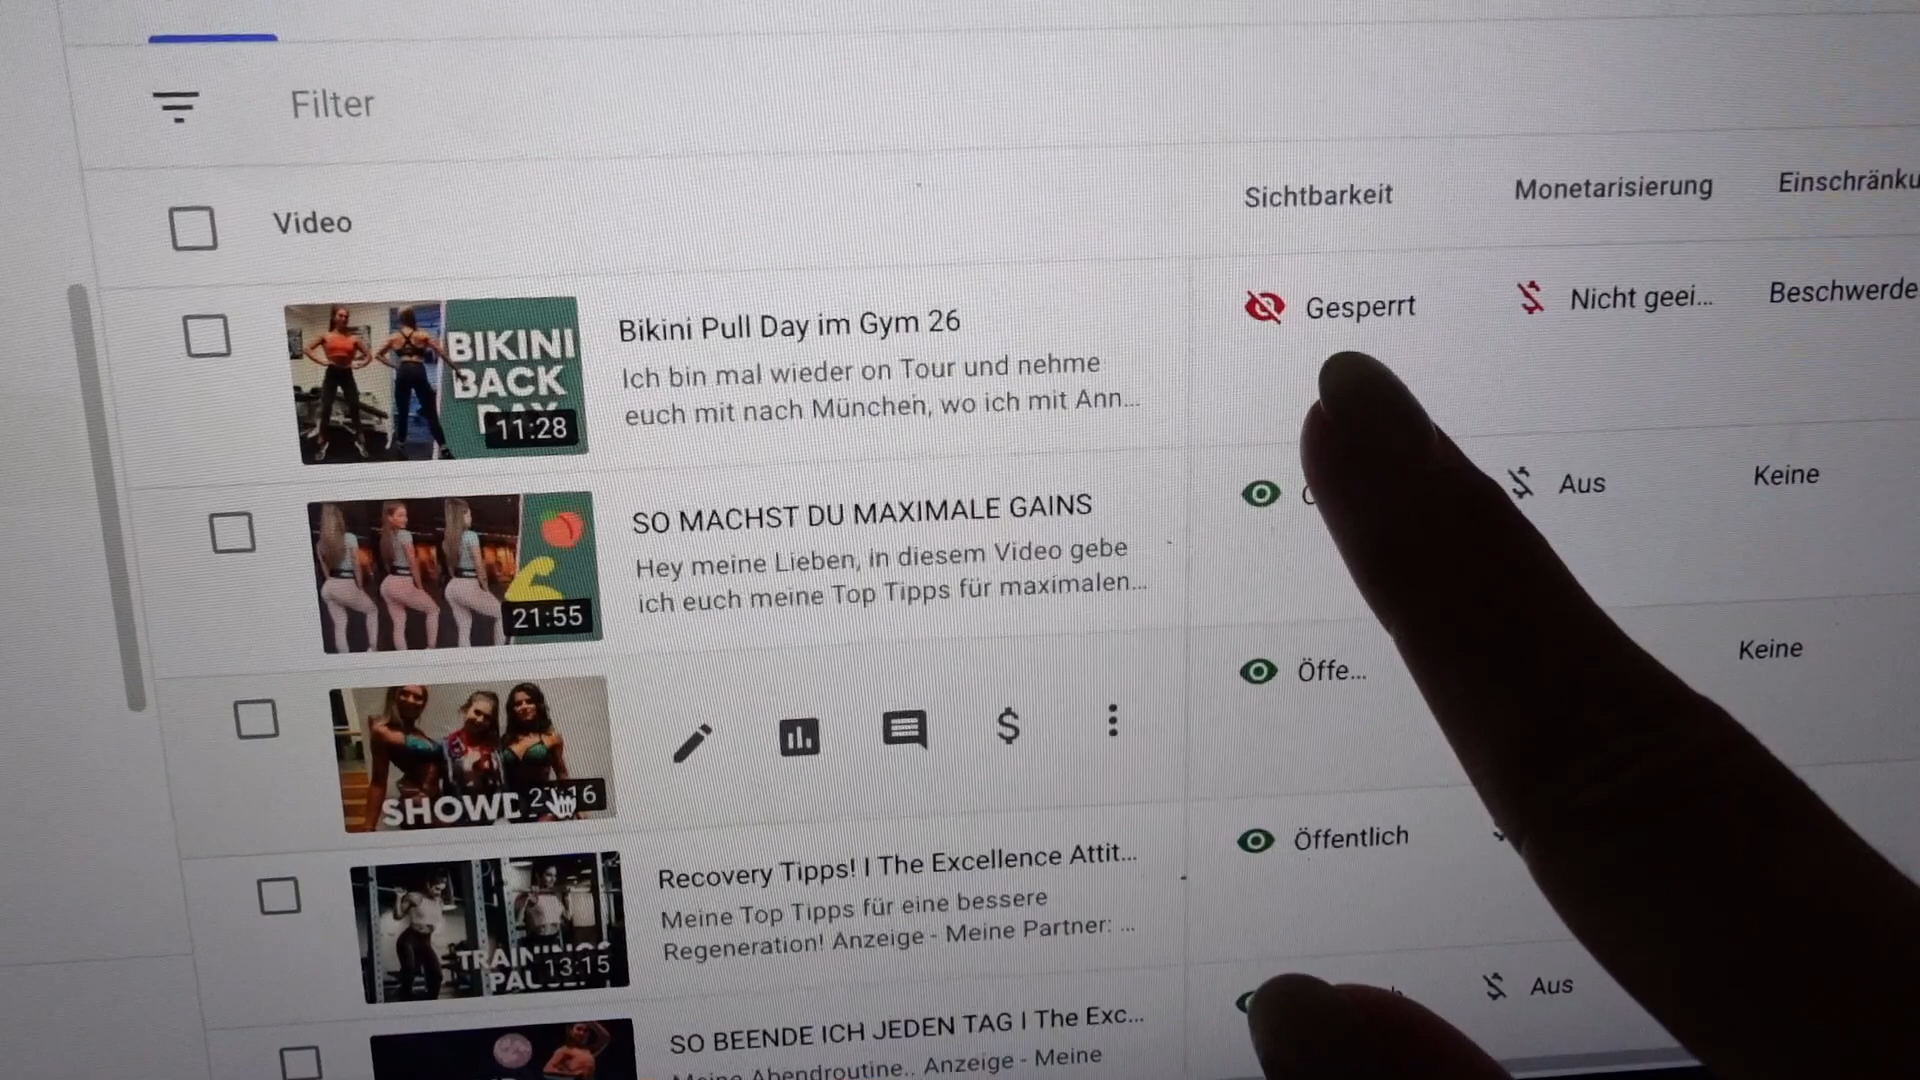 Filter
Video
Sichtbarkeit
Monetarisierung
Einschränku
BIKINI
BACK
DAY
11:28
Bikini Pull Day im Gym 26
Ich bin mal wieder on Tour und nehme
euch mit nach München, wo ich mit Ann...
Gesperrt
Nicht geei...
Beschwerde
21:55
SO MACHST DU MAXIMALE GAINS
Hey meine Lieben, in diesem Video gebe
ich euch meine Top Tipps für maximalen...
Aus
Keine
SHOWD
Öffe...
Keine
TRAININGS
13:15
Recovery Tipps! I The Excellence Attit...
Meine Top Tipps für eine bessere
Regeneration! Anzeige - Meine Partner: ...
Öffentlich
SO BEENDE ICH JEDEN TAG I The Exc...
Meine Abendroutine.. Anzeige - Meine
Aus